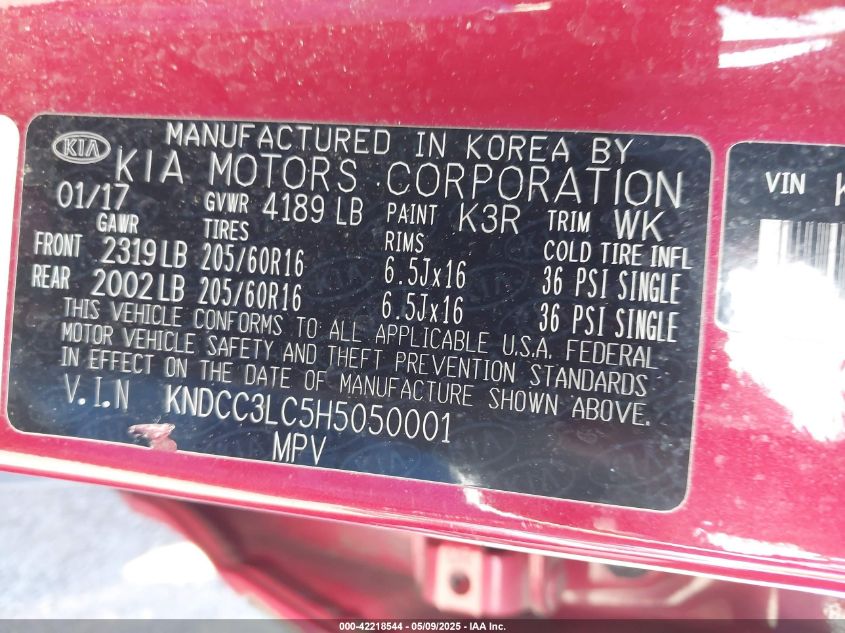 KIA
MANUFACTURED IN KOREA BY
KIA MOTORS CORPORATION
01/17 GVWR 4189 LB PAINT K3R TRIM WK
GAWR TIRES RIMS COLD TIRE INFL
FRONT 2319 LB 205/60R16 6.5Jx16 36 PSI SINGLE
REAR 2002 LB 205/60R16 6.5Jx16 36 PSI SINGLE
THIS VEHICLE CONFORMS TO ALL APPLICABLE U.S.A. FEDERAL
MOTOR VEHICLE SAFETY AND THEFT PREVENTION STANDARDS
IN EFFECT ON THE DATE OF MANUFACTURE SHOWN ABOVE.
V.I.N KNDCC3LC5H5050001
MPV
VIN K
000-42218544 - 05/09/2025 - IAA Inc.